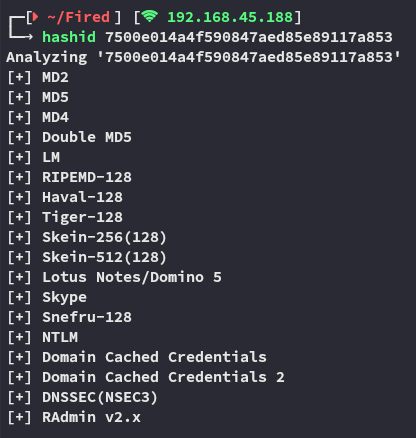 [ ~/Fired ] [ 192.168.45.188]
hashid 7500e014a4f590847aed85e89117a853
Analyzing '7500e014a4f590847aed85e89117a853'
[+] MD2
[+] MD5
[+] MD4
[+] Double MD5
[+] LM
[+] RIPEMD-128
[+] Haval-128
[+] Tiger-128
[+] Skein-256(128)
[+] Skein-512(128)
[+] Lotus Notes/Domino 5
[+] Skype
[+] Snefru-128
[+] NTLM
[+] Domain Cached Credentials
[+] Domain Cached Credentials 2
[+] DNSSEC(NSEC3)
[+] RAdmin v2.x